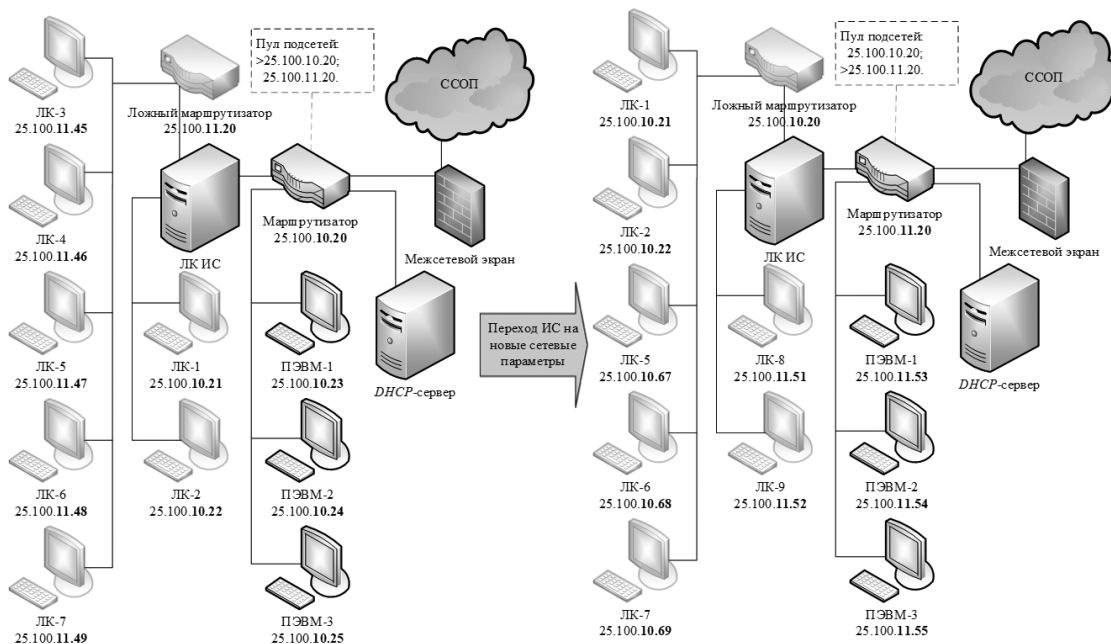 Пул подсетей:
>25.100.10.20;
25.100.11.20.
ССОП
ЛК-3
25.100.11.45
Ложный маршрутизатор
25.100.11.20
ЛК-4
25.100.11.46
ЛК ИС
Маршрутизатор
25.100.10.20
Межсетевой экран
ЛК-5
25.100.11.47
ЛК-1
25.100.10.21
ПЭВМ-1
25.100.10.23
DHCP-сервер
ЛК-6
25.100.11.48
ЛК-2
25.100.10.22
ПЭВМ-2
25.100.10.24
ЛК-7
25.100.11.49
ПЭВМ-3
25.100.10.25
Переход ИС на
новые сетевые
параметры
Пул подсетей:
25.100.10.20;
>25.100.11.20.
ССОП
ЛК-1
25.100.10.21
Ложный маршрутизатор
25.100.10.20
ЛК-2
25.100.10.22
ЛК ИС
Маршрутизатор
25.100.11.20
Межсетевой экран
ЛК-5
25.100.10.67
ЛК-8
25.100.11.51
ПЭВМ-1
25.100.11.53
DHCP-сервер
ЛК-6
25.100.10.68
ЛК-9
25.100.11.52
ПЭВМ-2
25.100.11.54
ЛК-7
25.100.10.69
ПЭВМ-3
25.100.11.55